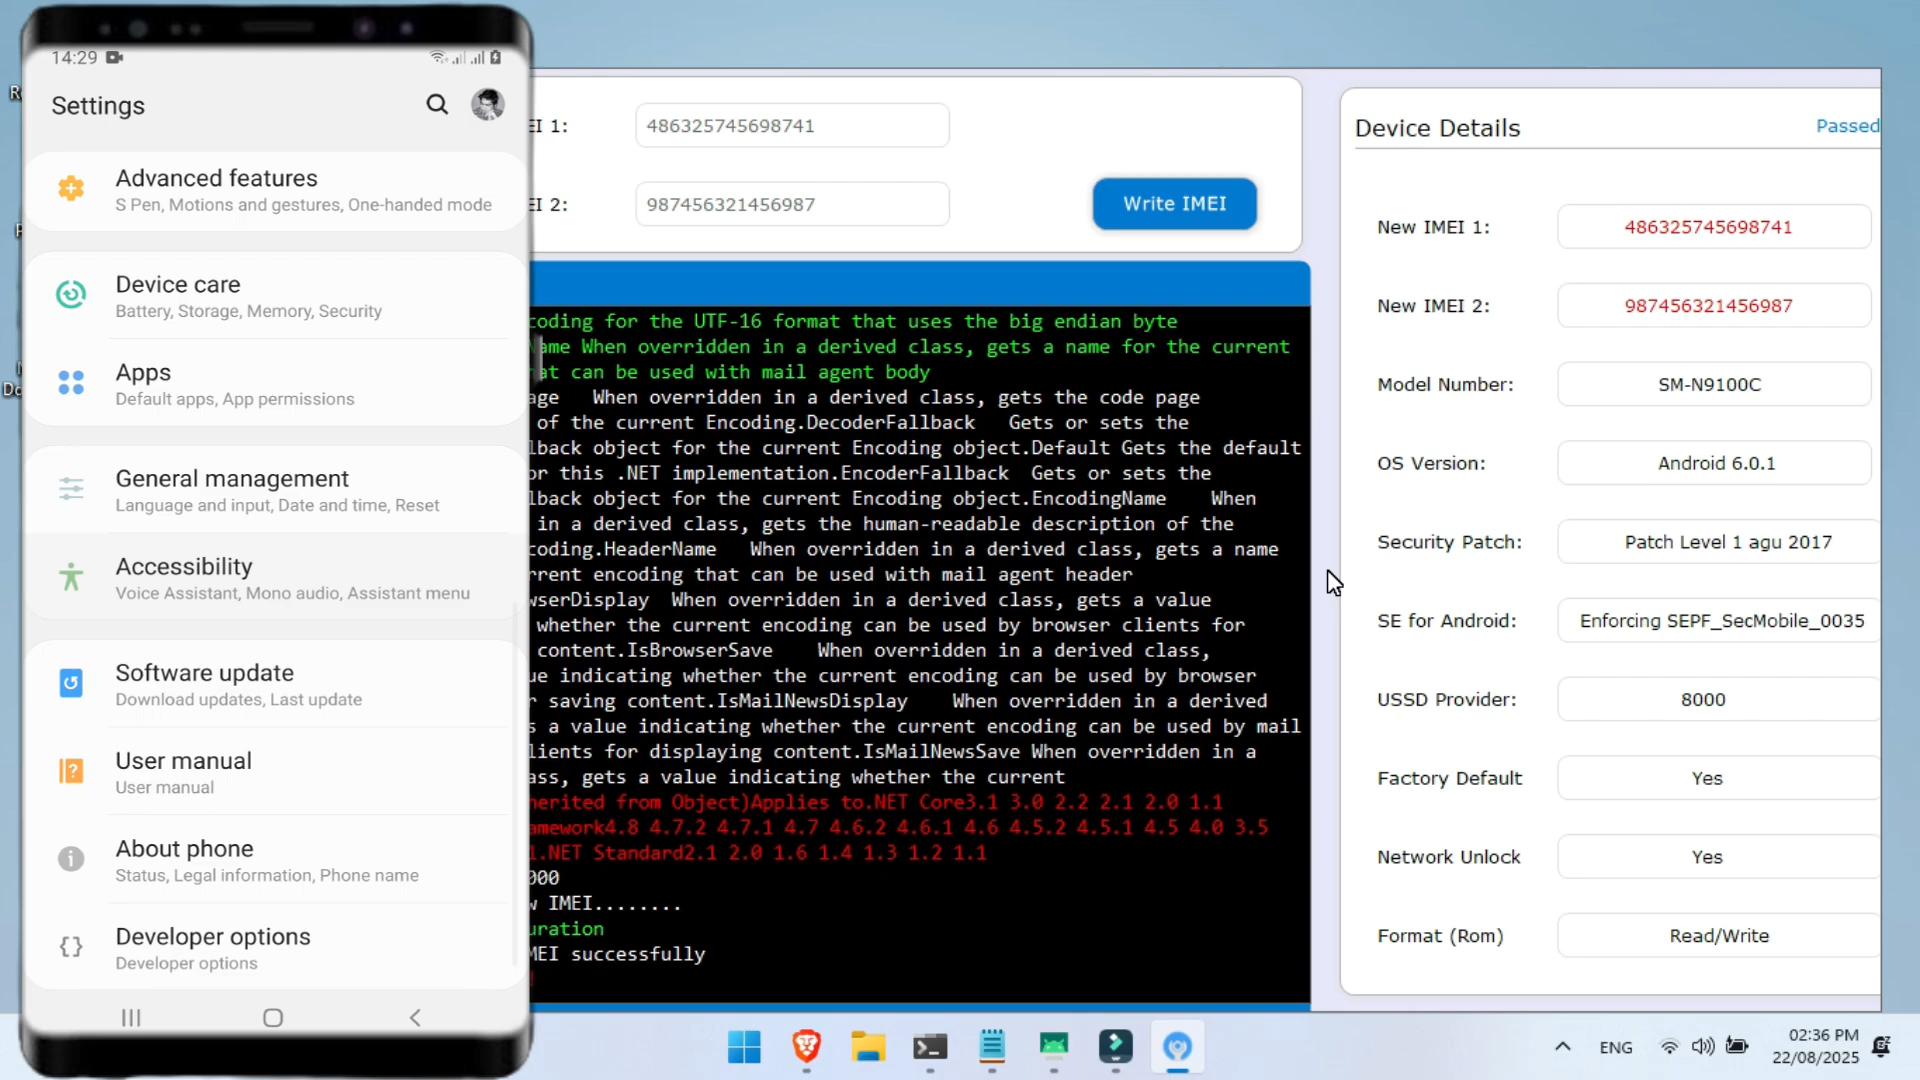 14:29
Settings
Advanced features
S Pen, Motions and gestures, One-handed mode
Device care
Battery, Storage, Memory, Security
Apps
Default apps, App permissions
General management
Language and input, Date and time, Reset
Accessibility
Voice Assistant, Mono audio, Assistant menu
Software update
Download updates, Last update
User manual
User manual
About phone
Status, Legal information, Phone name
Developer options
Developer options
EI 1:
486325745698741
EI 2:
987456321456987
Write IMEI
coding for the UTF-16 format that uses the big endian byte
ame When overridden in a derived class, gets a name for the current
at can be used with mail agent body
age When overridden in a derived class, gets the code page
of the current Encoding.DecoderFallback Gets or sets the
lback object for the current Encoding object.Default Gets the default
or this .NET implementation.EncoderFallback Gets or sets the
lback object for the current Encoding object.EncodingName When
in a derived class, gets the human-readable description of the
coding.HeaderName When overridden in a derived class, gets a name
rrent encoding that can be used with mail agent header
wserDisplay When overridden in a derived class, gets a value
whether the current encoding can be used by browser clients for
content.IsBrowserSave When overridden in a derived class,
ue indicating whether the current encoding can be used by browser
r saving content.IsMailNewsDisplay When overridden in a derived
s a value indicating whether the current encoding can be used by mail
lients for displaying content.IsMailNewsSave When overridden in a
ass, gets a value indicating whether the current
herited from Object)Applies to.NET Core3.1 3.0 2.2 2.1 2.0 1.1
amework4.8 4.7.2 4.7.1 4.7 4.6.2 4.6.1 4.6 4.5.2 4.5.1 4.5 4.0 3.5
1.NET Standard2.1 2.0 1.6 1.4 1.3 1.2 1.1
000
w IMEI........
uration
MEI successfully
Device Details
Passed
New IMEI 1:
486325745698741
New IMEI 2:
987456321456987
Model Number:
SM-N9100C
OS Version:
Android 6.0.1
Security Patch:
Patch Level 1 agu 2017
SE for Android:
Enforcing SEPF_SecMobile_0035
USSD Provider:
8000
Factory Default
Yes
Network Unlock
Yes
Format (Rom)
Read/Write
ENG
02:36 PM
22/08/2025